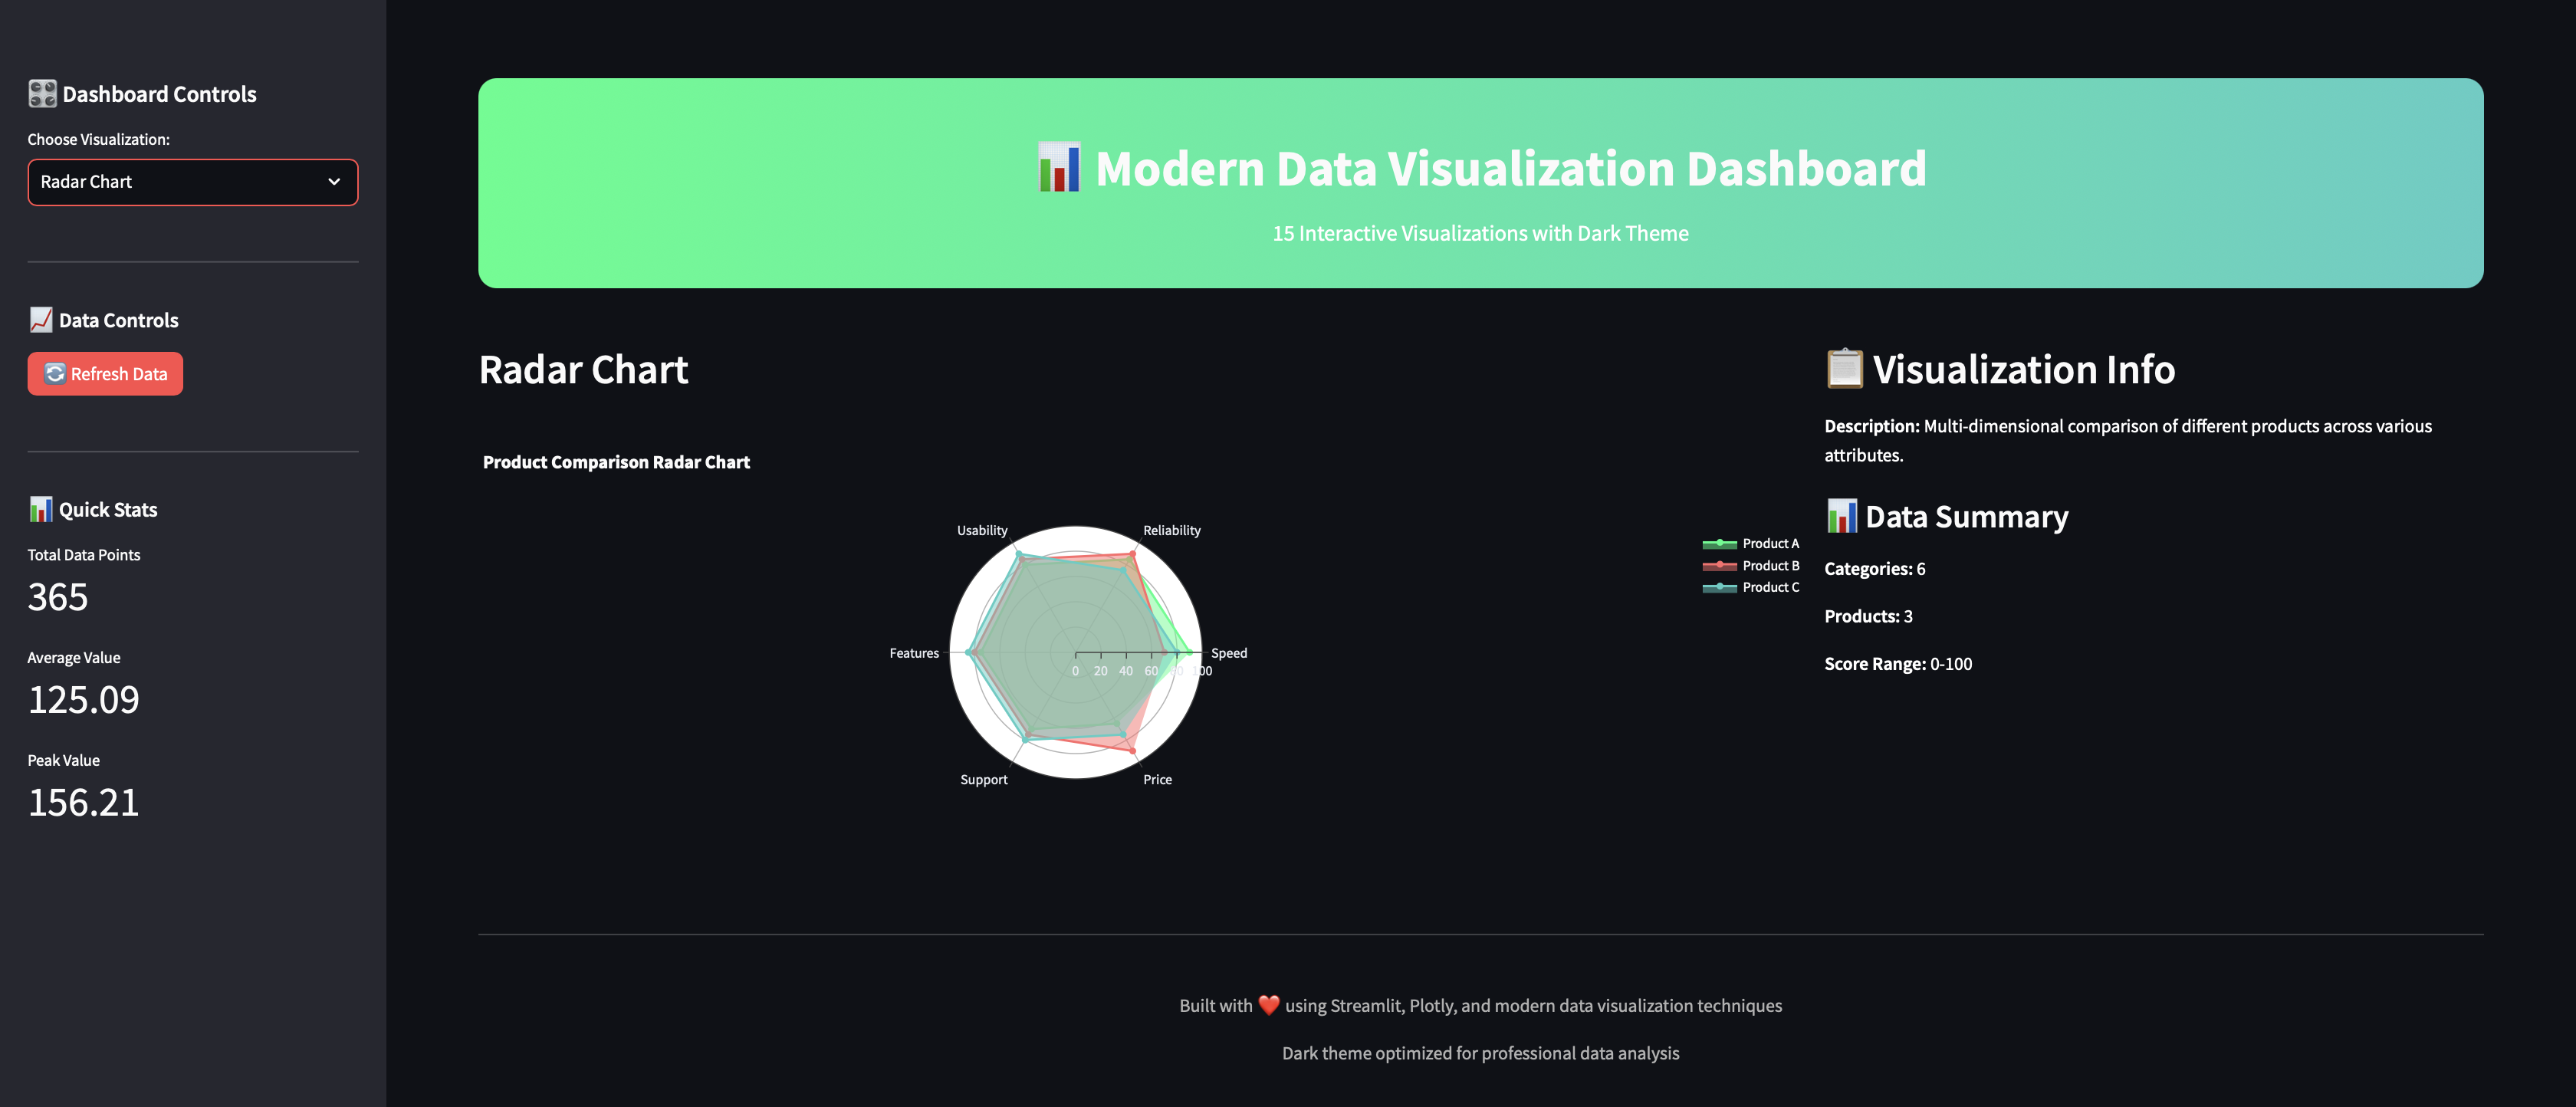 Dashboard Controls
Choose Visualization:
Radar Chart
Data Controls
Refresh Data
Quick Stats
Total Data Points
365
Average Value
125.09
Peak Value
156.21
Modern Data Visualization Dashboard
15 Interactive Visualizations with Dark Theme
Radar Chart
Product Comparison Radar Chart
Usability
Reliability
Features
Speed
0 20 40 60 80 100
Support
Price
Product A
Product B
Product C
Visualization Info
Description: Multi-dimensional comparison of different products across various
attributes.
Data Summary
Categories: 6
Products: 3
Score Range: 0-100
Built with ❤️ using Streamlit, Plotly, and modern data visualization techniques
Dark theme optimized for professional data analysis